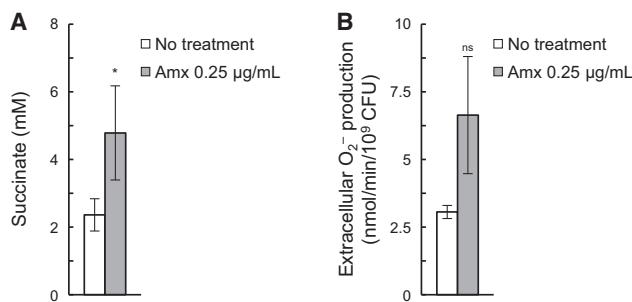 A
Succinate (mM)
8
6
4
2
0
*
No treatment
Amx 0.25 µg/mL
B
Extracellular O₂⁻ production
(nmol/min/10⁹ CFU)
10
7.5
5
2.5
0
ns
No treatment
Amx 0.25 µg/mL